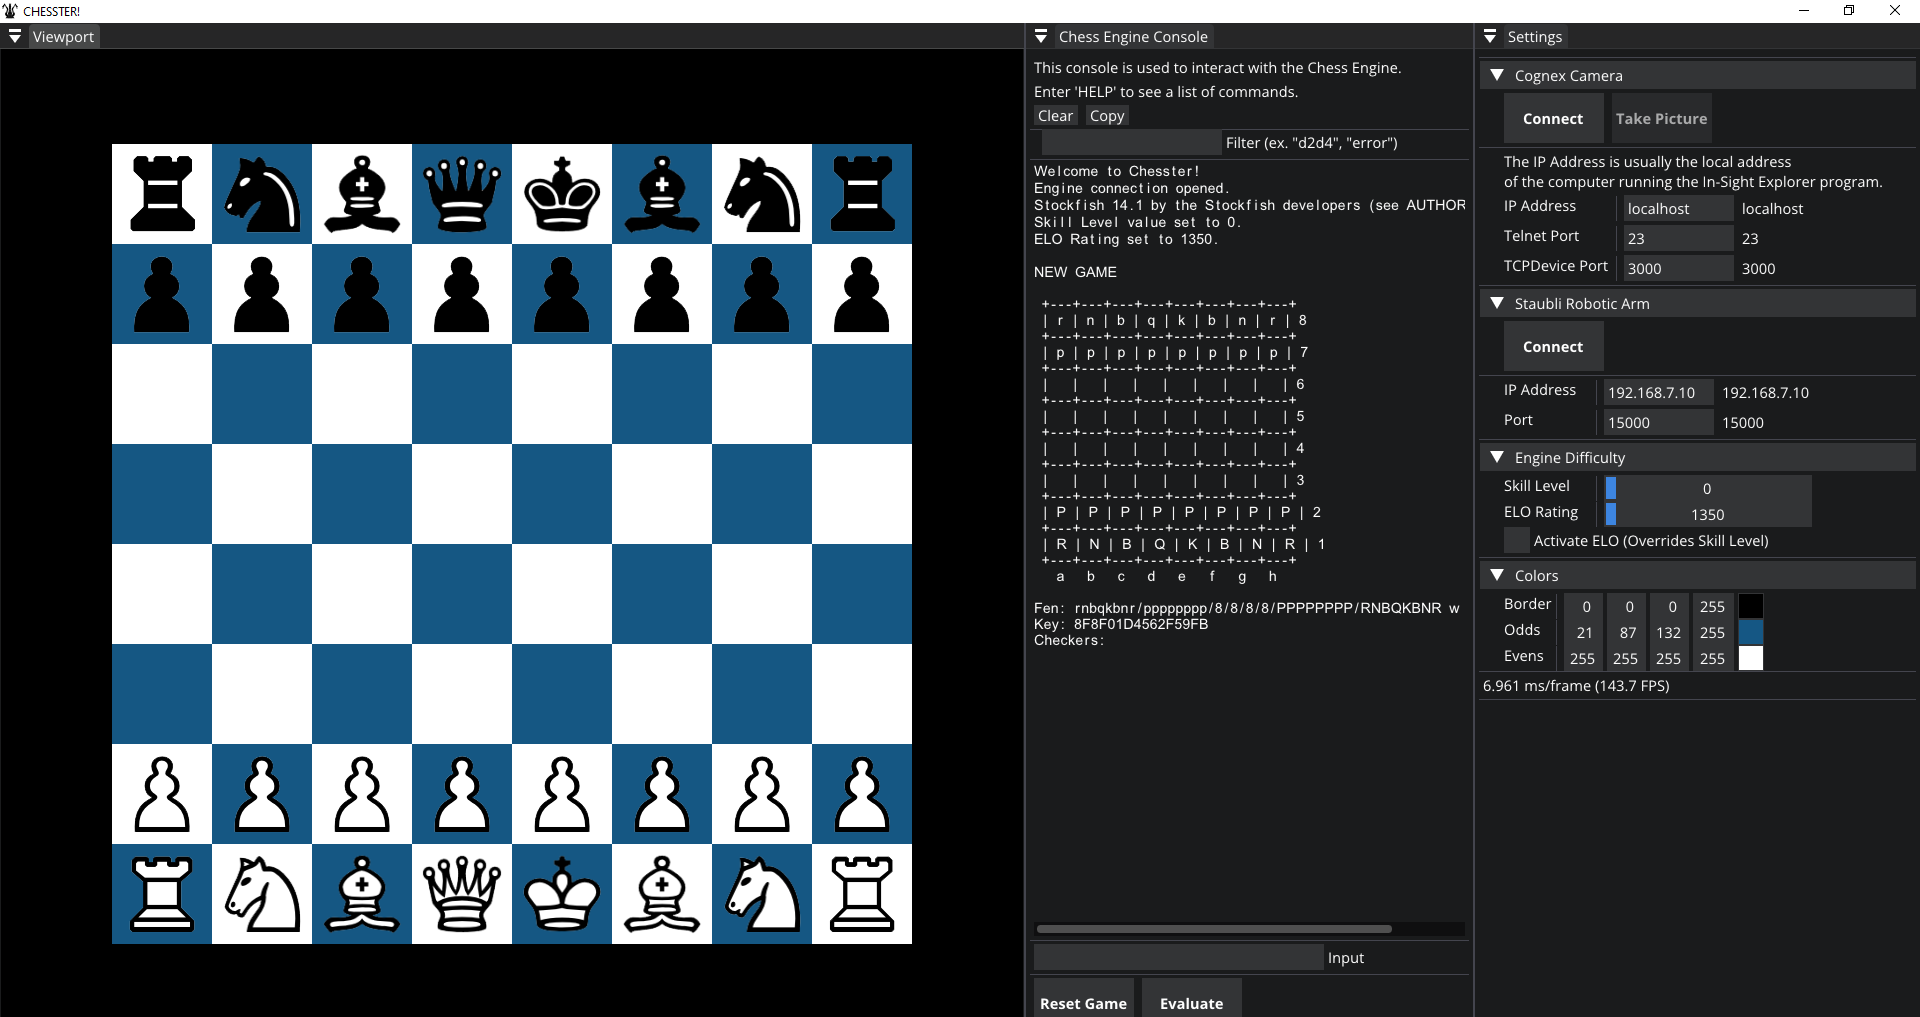 CHESSTER!
Viewport
Chess Engine Console
This console is used to interact with the Chess Engine.
Enter 'HELP' to see a list of commands.
Clear Copy
Filter (ex. "d2d4", "error")
Welcome to Chesster!
Engine connection opened.
Stockfish 14.1 by the Stockfish developers (see AUTHOR
Skill Level value set to 0.
ELO Rating set to 1350.
NEW GAME
+---+---+---+---+---+---+---+---+
| r | n | b | q | k | b | n | r | 8
+---+---+---+---+---+---+---+---+
| p | p | p | p | p | p | p | p | 7
+---+---+---+---+---+---+---+---+
|   |   |   |   |   |   |   |   | 6
+---+---+---+---+---+---+---+---+
|   |   |   |   |   |   |   |   | 5
+---+---+---+---+---+---+---+---+
|   |   |   |   |   |   |   |   | 4
+---+---+---+---+---+---+---+---+
|   |   |   |   |   |   |   |   | 3
+---+---+---+---+---+---+---+---+
| P | P | P | P | P | P | P | P | 2
+---+---+---+---+---+---+---+---+
| R | N | B | Q | K | B | N | R | 1
+---+---+---+---+---+---+---+---+
a b c d e f g h
Fen: rnbqkbnr/pppppppp/8/8/8/8/PPPPPPPP/RNBQKBNR w
Key: 8F8F01D4562F59FB
Checkers:
Input
Reset Game Evaluate
Settings
Cognex Camera
Connect Take Picture
The IP Address is usually the local address
of the computer running the In-Sight Explorer program.
IP Address localhost localhost
Telnet Port 23 23
TCPDevice Port 3000 3000
Staubli Robotic Arm
Connect
IP Address 192.168.7.10 192.168.7.10
Port 15000 15000
Engine Difficulty
Skill Level 0
ELO Rating 1350
Activate ELO (Overrides Skill Level)
Colors
Border 0 0 0 255
Odds 21 87 132 255
Evens 255 255 255 255
6.961 ms/frame (143.7 FPS)